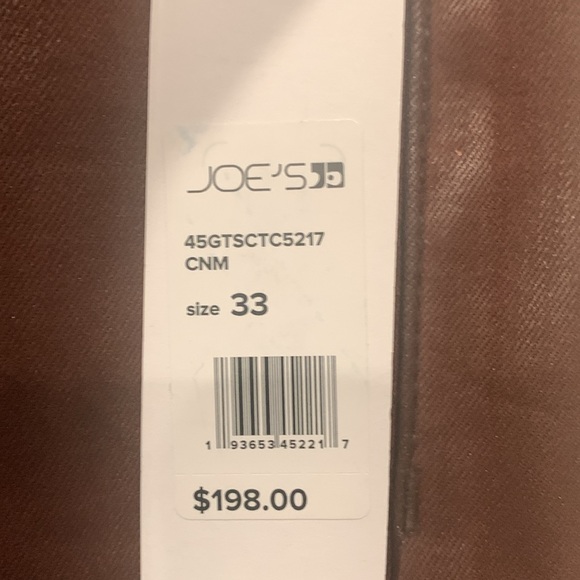 JOE'S
45GTSCTC5217
CNM
size 33
1 93653 45221 7
$198.00